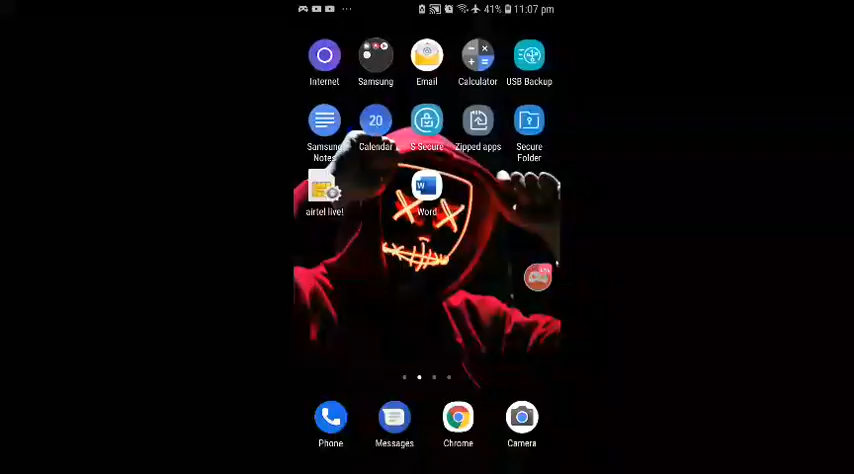 41% 11:07 pm
Internet Samsung Email Calculator USB Backup
20
Samsung Notes Calendar S Secure Zipped apps Secure Folder
W
airtel live! Word
Phone Messages Chrome Camera